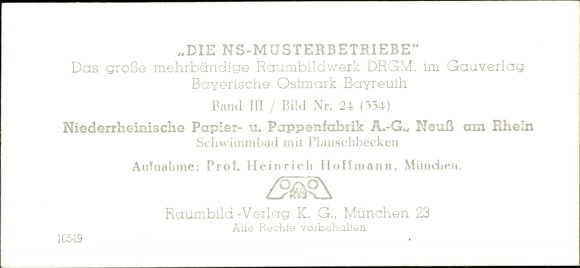 „DIE NS-MUSTERBETRIEBE"
Das große mehrbändige Raumbildwerk DRGM. im Gauverlag
Bayerische Ostmark Bayreuth
Band III / Bild Nr. 24 (334)
Niederrheinische Papier- u. Pappenfabrik A.-G., Neuß am Rhein
Schwimmbad mit Planschbecken
Aufnahme: Prof. Heinrich Hoffmann, München.
Raumbild-Verlag K. G., München 23
Alle Rechte vorbehalten
10549